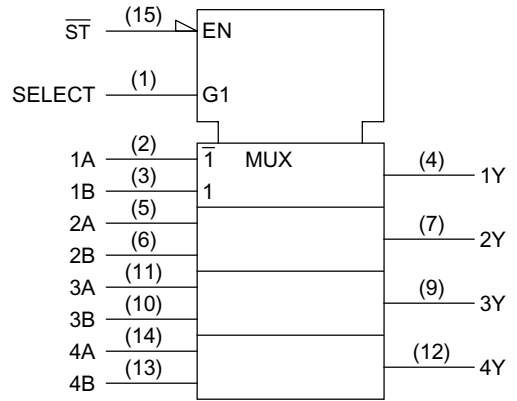 S̅T̅ (15) EN
SELECT (1) G1
1A (2) 1̅ MUX (4) 1Y
1B (3) 1
2A (5) (7) 2Y
2B (6)
3A (11) (9) 3Y
3B (10)
4A (14) (12) 4Y
4B (13)